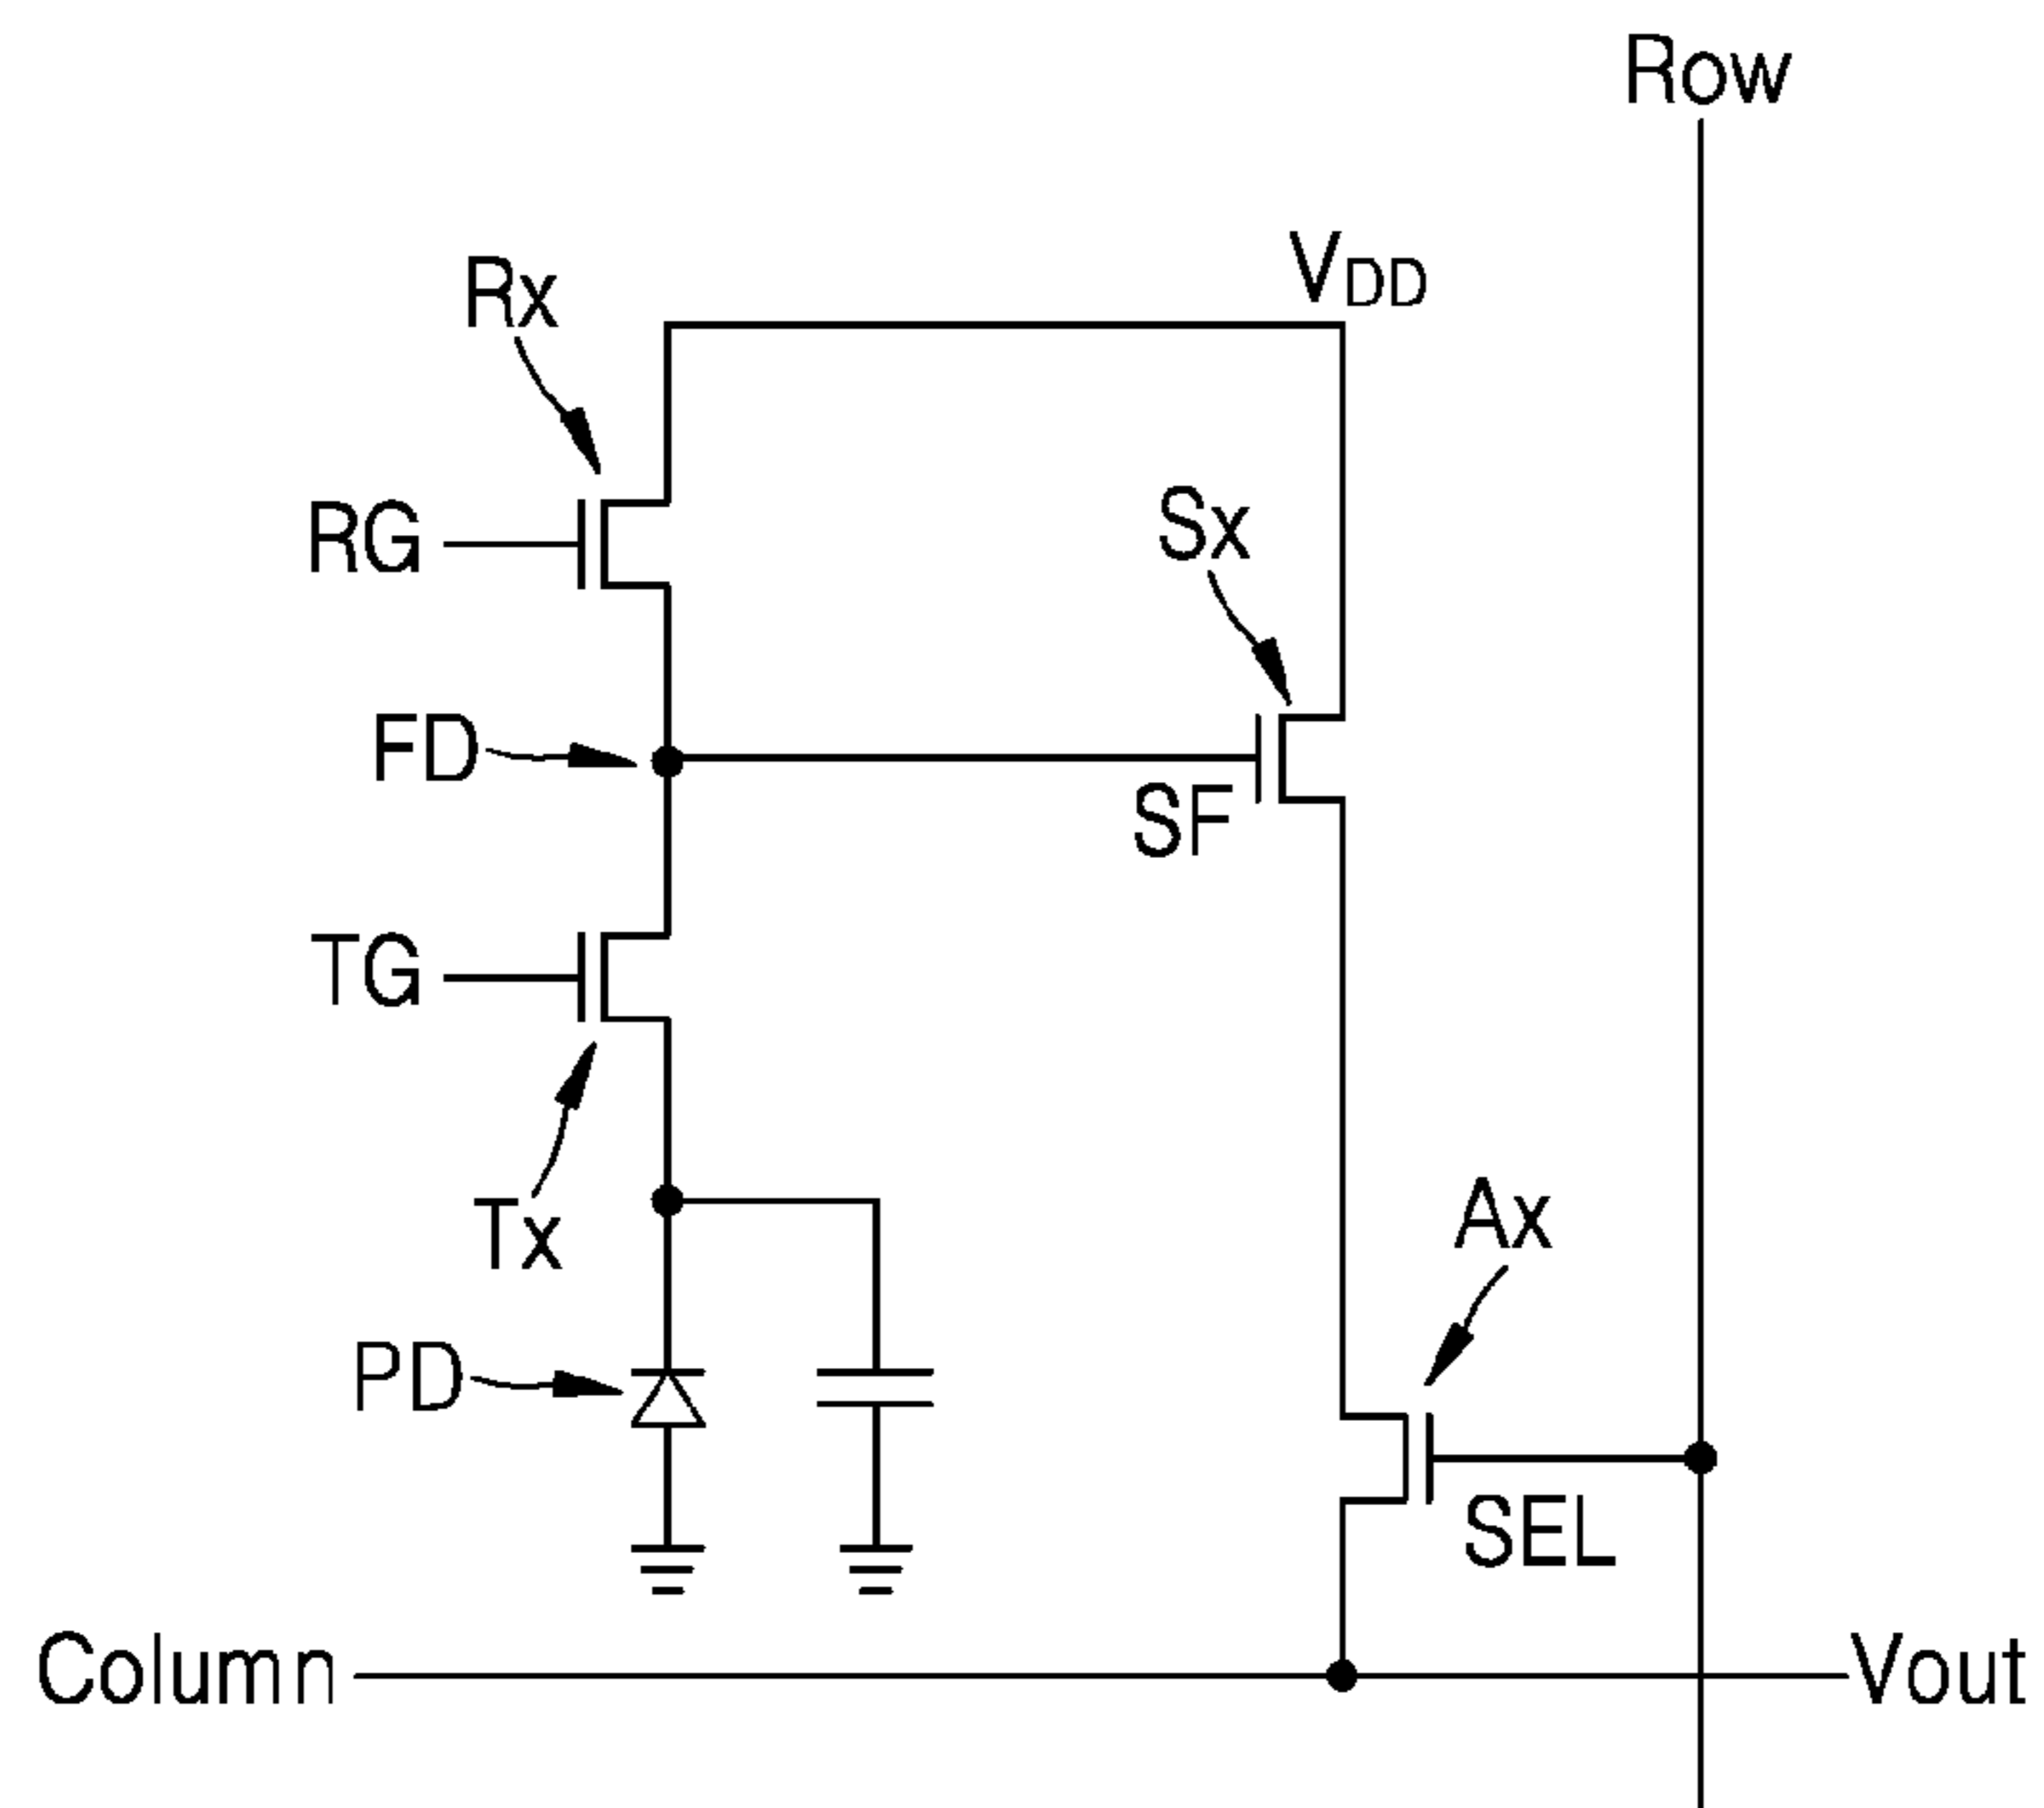 Row
VDD
Rx
RG
Sx
FD
SF
TG
Tx
Ax
PD
SEL
Column
Vout